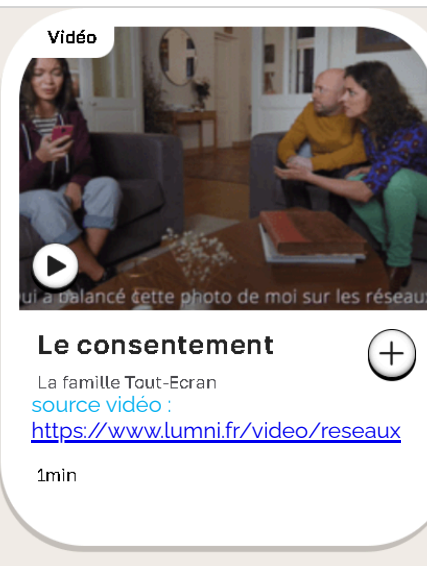 Vidéo
qui a balancé cette photo de moi sur les réseaux
Le consentement
La famille Tout-Ecran
source vidéo :
https://www.lumni.fr/video/reseaux
1min